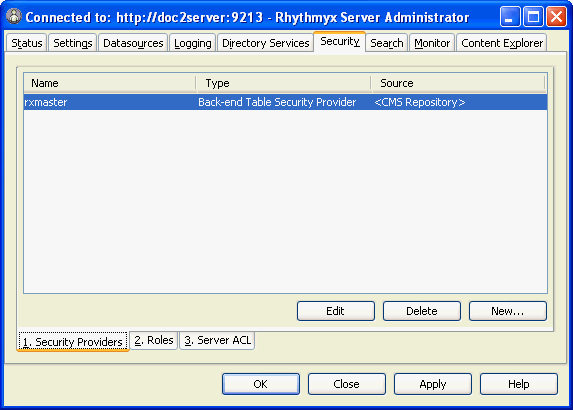 Connected to: http://doc2server:9213 - Rhythmyx Server Administrator
Status Settings Datasources Logging Directory Services Security Search Monitor Content Explorer
Name Type Source
rxmaster Back-end Table Security Provider <CMS Repository>
Edit Delete New...
1. Security Providers 2. Roles 3. Server ACL
OK Close Apply Help